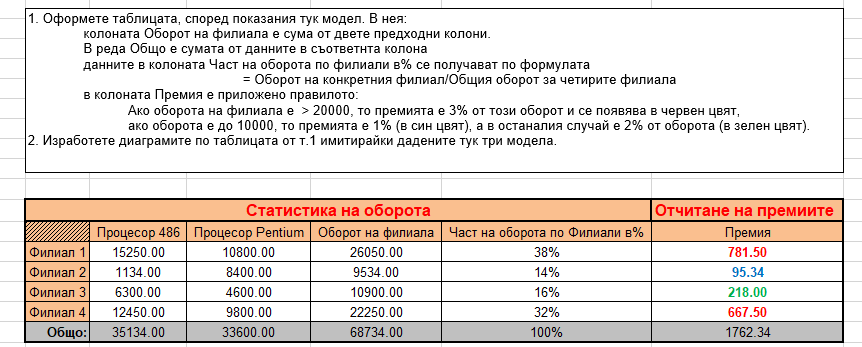 1. Оформете таблицата, според показания тук модел. В нея:
колоната Оборот на филиала е сума от двете предходни колони.
В реда Общо е сумата от данните в съответнта колона
данните в колоната Част на оборота по филиали в% се получават по формулата
= Оборот на конкретния филиал/Общия оборот за четирите филиала
в колоната Премия е приложено правилото:
Ако оборота на филиала е > 20000, то премията е 3% от този оборот и се появява в червен цвят,
ако оборота е до 10000, то премията е 1% (в син цвят), а в останалия случай е 2% от оборота (в зелен цвят).
2. Изработете диаграмите по таблицата от т.1 имитирайки дадените тук три модела.
Статистика на оборота Отчитане на премиите
Процесор 486 Процесор Pentium Оборот на филиала Част на оборота по Филиали в% Премия
Филиал 1 15250.00 10800.00 26050.00 38% 781.50
Филиал 2 1134.00 8400.00 9534.00 14% 95.34
Филиал 3 6300.00 4600.00 10900.00 16% 218.00
Филиал 4 12450.00 9800.00 22250.00 32% 667.50
Общо: 35134.00 33600.00 68734.00 100% 1762.34